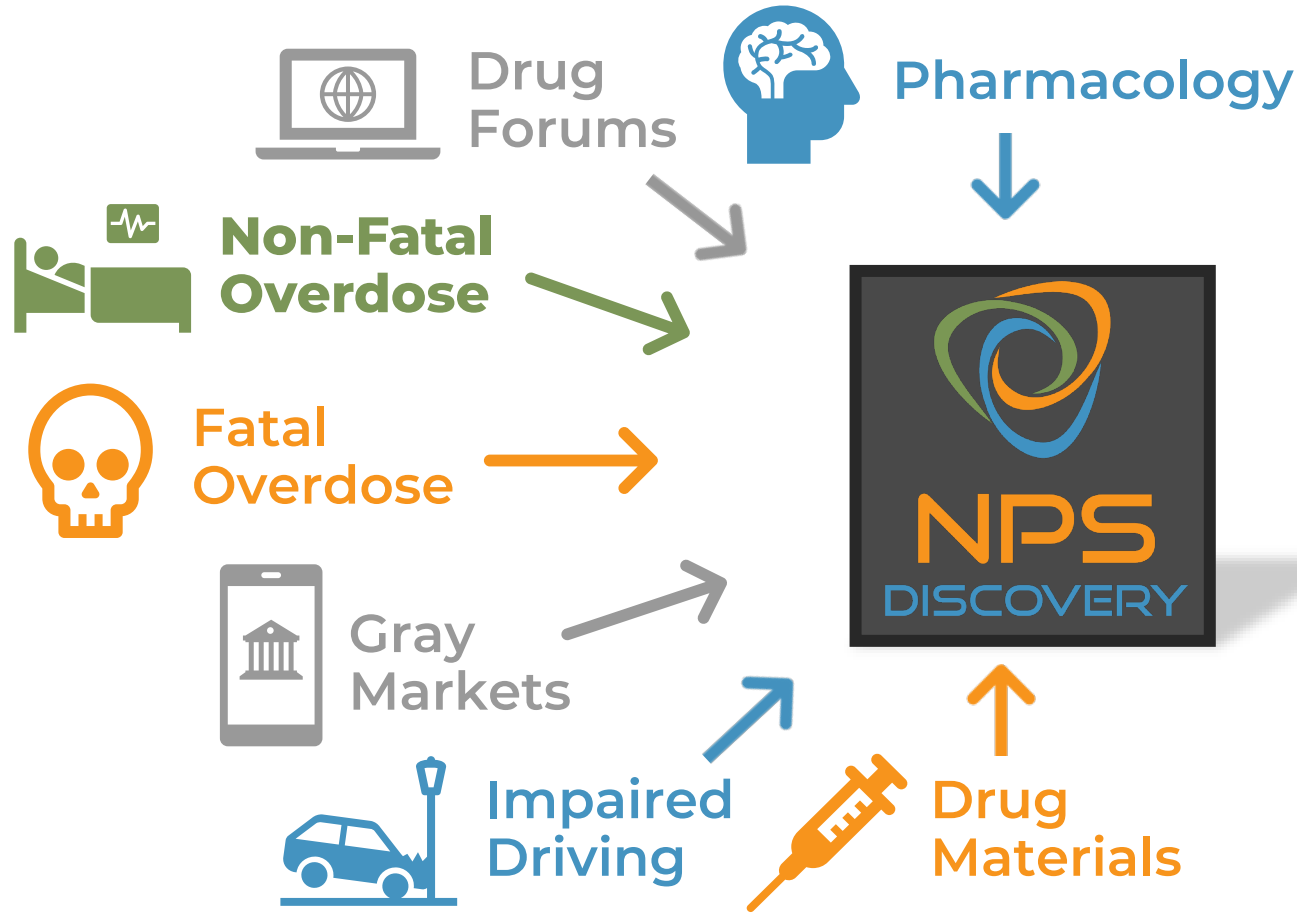 Drug
Forums
Pharmacology
Non-Fatal
Overdose
Fatal
Overdose
NPS
DISCOVERY
Gray
Markets
Impaired
Driving
Drug
Materials